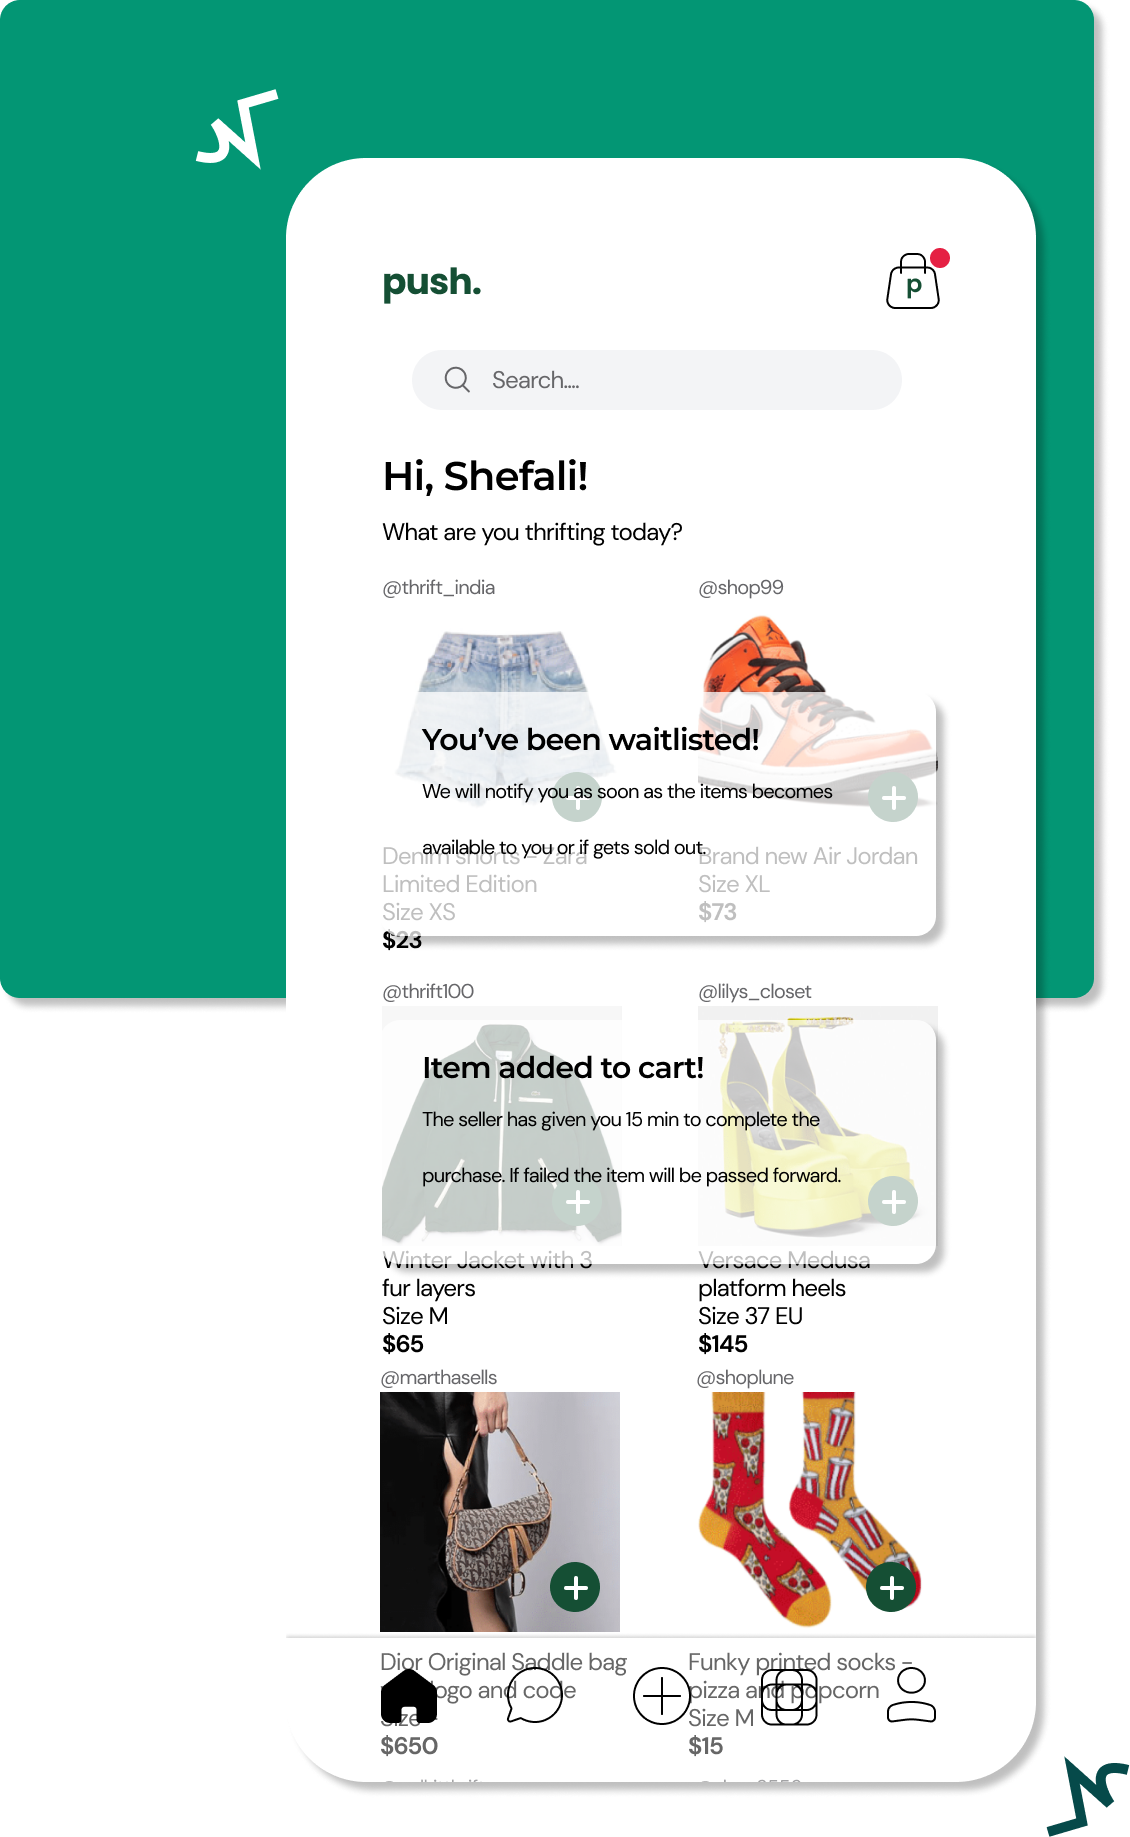 push.
p
Search....
Hi, Shefali!
What are you thrifting today?
@thrift_india
@shop99
You've been waitlisted!
We will notify you as soon as the items becomes
available to you or if gets sold out.
Denim shorts - Zara
Limited Edition
Size XS
$23
Brand new Air Jordan
Size XL
$73
@thrift100
@lilys_closet
Item added to cart!
The seller has given you 15 min to complete the
purchase. If failed the item will be passed forward.
Winter Jacket with 3
fur layers
Size M
$65
Versace Medusa
platform heels
Size 37 EU
$145
@marthasells
@shoplune
Dior Original Saddle bag
logo and code
Size -
$650
Funky printed socks -
pizza and popcorn
Size M
$15